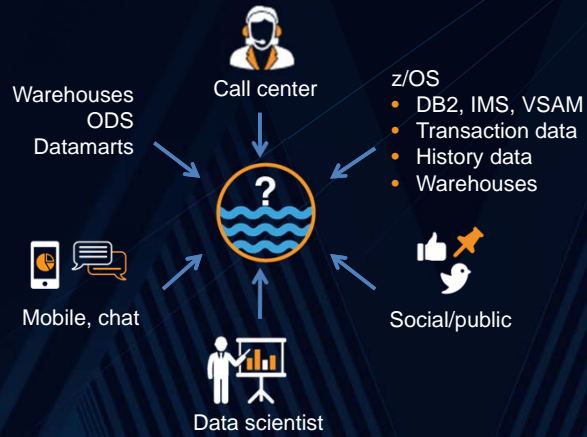 Call center
Warehouses
ODS
Datamarts
z/OS
• DB2, IMS, VSAM
• Transaction data
• History data
• Warehouses
?
Mobile, chat
Social/public
Data scientist